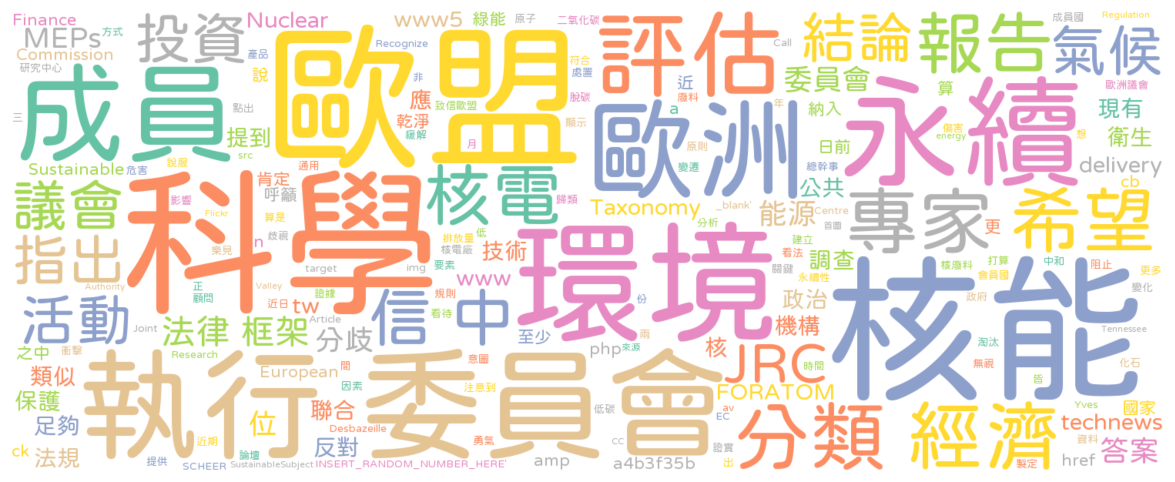 Finance
方式
MEPs
Commission
研究中心
投資
Nuclear
產品
www5
綠能
原子
二氧化碳
成員國
Regulation
歐盟
評估
結論
報告
氣候
Recognize
符合
Call
說
非
處置
委員會
近
算
歐洲議會
成員
三
點出
應
致信歐盟
脫碳
廢料
年
納入
現有
提到
乾淨
緩解
顯示
a
歐洲
永續
src
月
原則
日前
energy
傷害
想
衛生
Sustainable
危害
說服
通用
變遷
總幹事
delivery
科學
肯定
核電
公共
cb
議會
影響
呼籲
歸類
_blank'
能源
Centre
專家
更
希望
Flickr
算是
Taxonomy
分析
首圖
指出
歧視
n
排放量
低
技術
環境
建立
看法
打算
中和
阻止
更多
樂見
核電廠
要素
調查
關鍵
核廢料
會員國
Authority
target
img
www
永續性
變化
正
顧問
Valley
近日
證據
tw
規則
份
政治
政府
核能
活動
Joint
法律
框架
Article
分歧
信中
看待
至少
兩
機構
淘汰
Tennessee
之中
衝擊
Research
間
意圖
php
來源
核
JRC
時間
無視
化石
類似
執行委員會
European
因素
注意到
皆
保護
聯合
低碳
FORATOM
分類
經濟
Yves
國家
足夠
位
Desbazeille
勇氣
av
EC
technews
ck
近期
論壇
反對
cc
證實
資料
答案
法規
提供
SCHEER
SustainableSubject
INSERT_RANDOM_NUMBER_HERE'
amp
a4b3f35b
出
href
製定